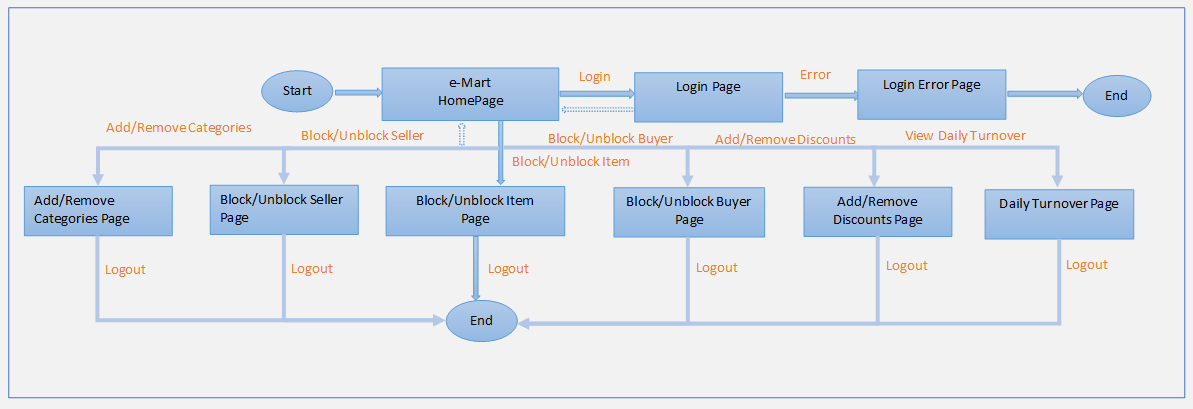 Start
e-Mart
HomePage
Login
Login Page
Error
Login Error Page
End
Add/Remove Categories
Block/Unblock Seller
Block/Unblock Buyer
Add/Remove Discounts
View Daily Turnover
Block/Unblock Item
Add/Remove
Categories Page
Block/Unblock Seller
Page
Block/Unblock Item
Page
Block/Unblock Buyer
Page
Add/Remove
Discounts Page
Daily Turnover Page
Logout
Logout
Logout
Logout
Logout
Logout
End